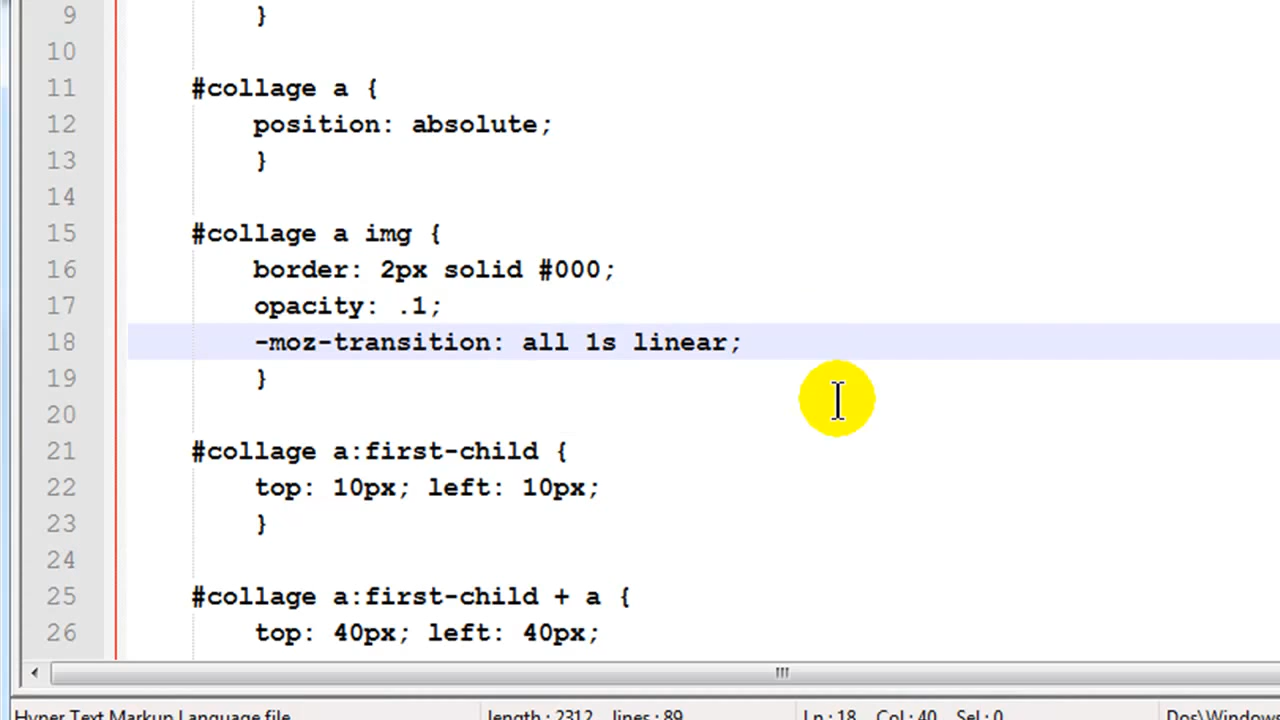 9 }
10
11 #collage a {
12 position: absolute;
13 }
14
15 #collage a img {
16 border: 2px solid #000;
17 opacity: .1;
18 -moz-transition: all 1s linear;
19 }
20
21 #collage a:first-child {
22 top: 10px; left: 10px;
23 }
24
25 #collage a:first-child + a {
26 top: 40px; left: 40px;
Hyper Text Markup Language file length : 2312 lines : 89 Ln : 18 Col : 40 Sel : 0 Dos\Windows